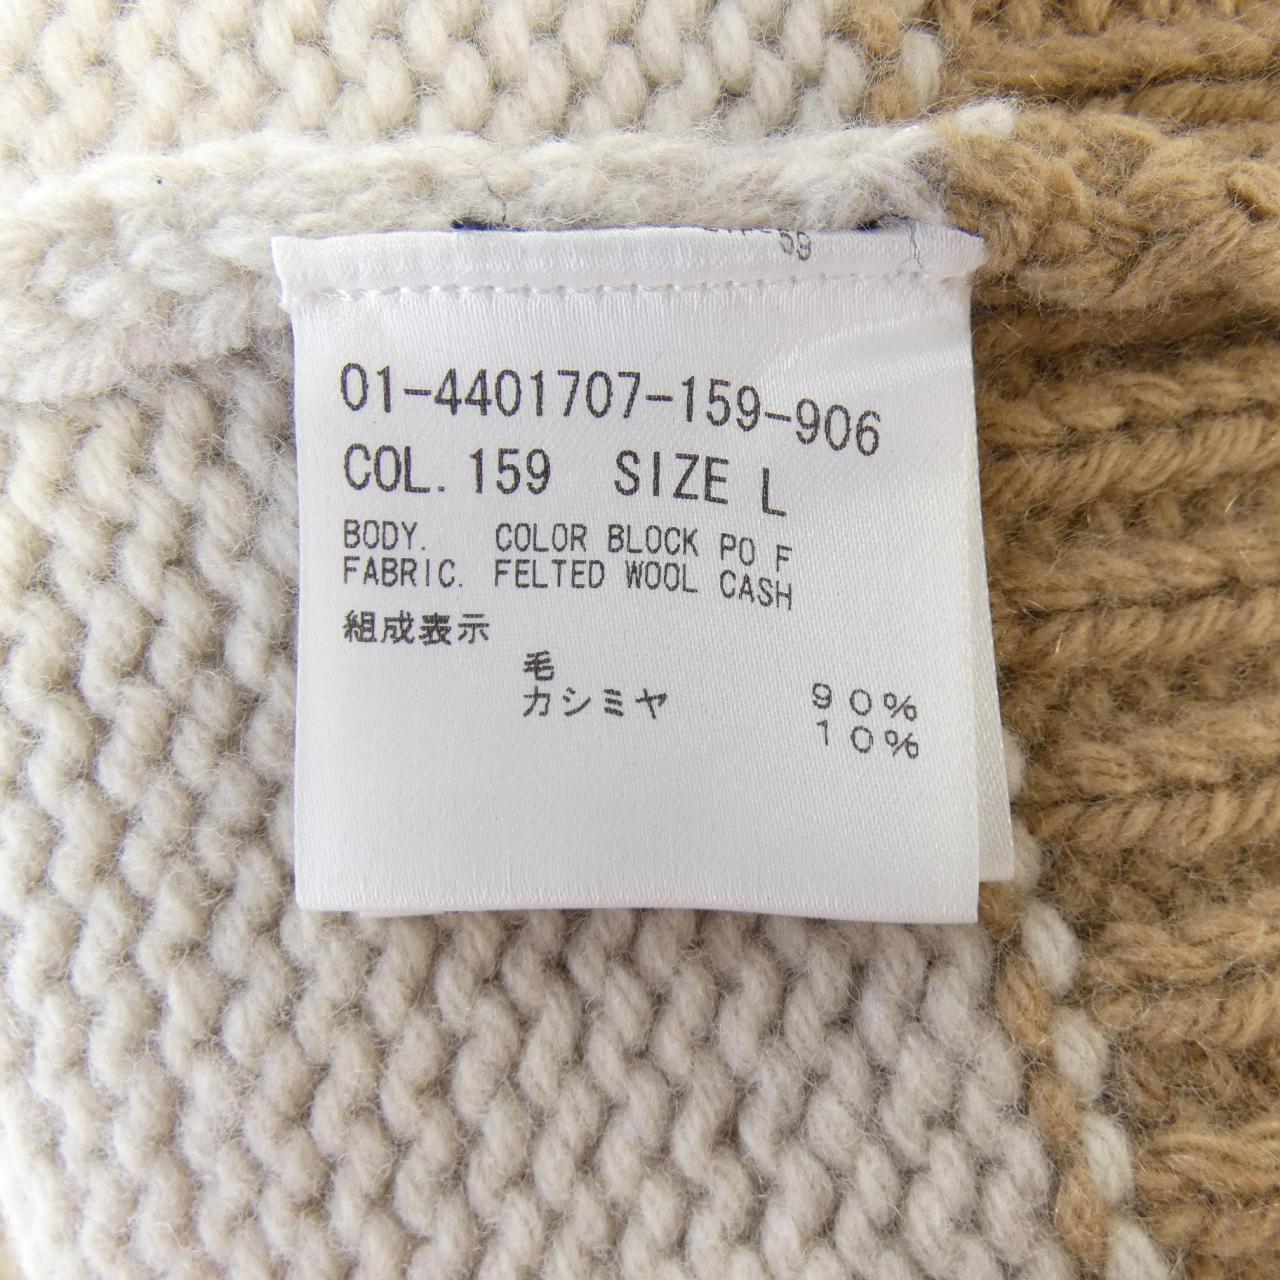 01-4401707-159-906
COL. 159 SIZE L
BODY. COLOR BLOCK PO F
FABRIC. FELTED WOOL CASH
組成表示
毛 90%
カシミヤ 10%